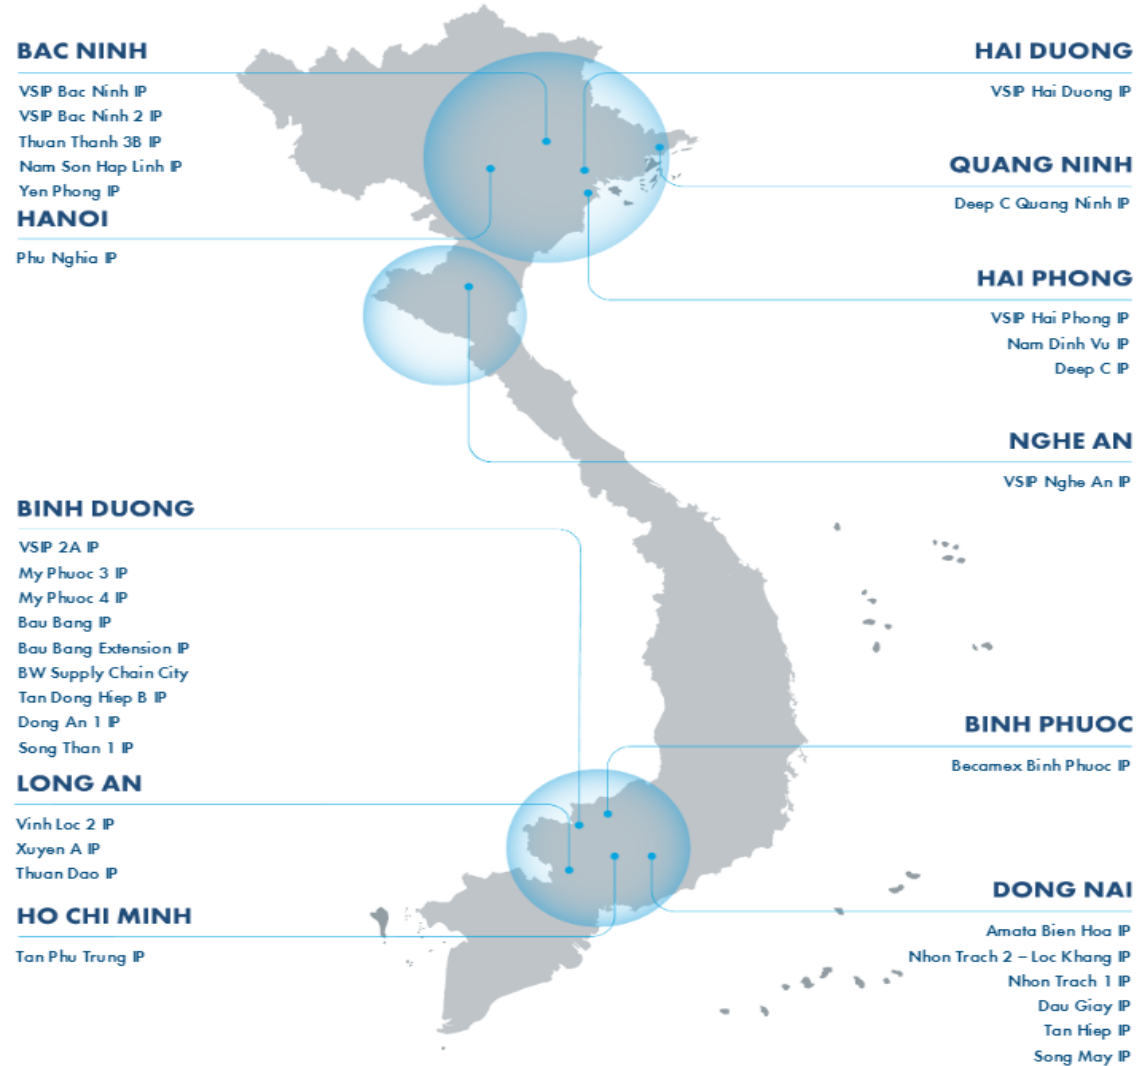 BAC NINH
VSIP Bac Ninh IP
VSIP Bac Ninh 2 IP
Thuan Thanh 3B IP
Nam Son Hap Linh IP
Yen Phong IP
HANOI
Phu Nghia IP
HAI DUONG
VSIP Hai Duong IP
QUANG NINH
Deep C Quang Ninh IP
HAI PHONG
VSIP Hai Phong IP
Nam Dinh Vu IP
Deep C IP
NGHE AN
VSIP Nghe An IP
BINH DUONG
VSIP 2A IP
My Phuoc 3 IP
My Phuoc 4 IP
Bau Bang IP
Bau Bang Extension IP
BW Supply Chain City
Tan Dong Hiep B IP
Dong An 1 IP
Song Than 1 IP
LONG AN
Vinh Loc 2 IP
Xuyen A IP
Thuan Dao IP
HO CHI MINH
Tan Phu Trung IP
BINH PHUOC
Becamex Binh Phuoc IP
DONG NAI
Amata Bien Hoa IP
Nhon Trach 2 – Loc Khang IP
Nhon Trach 1 IP
Dau Giay IP
Tan Hiep IP
Song May IP